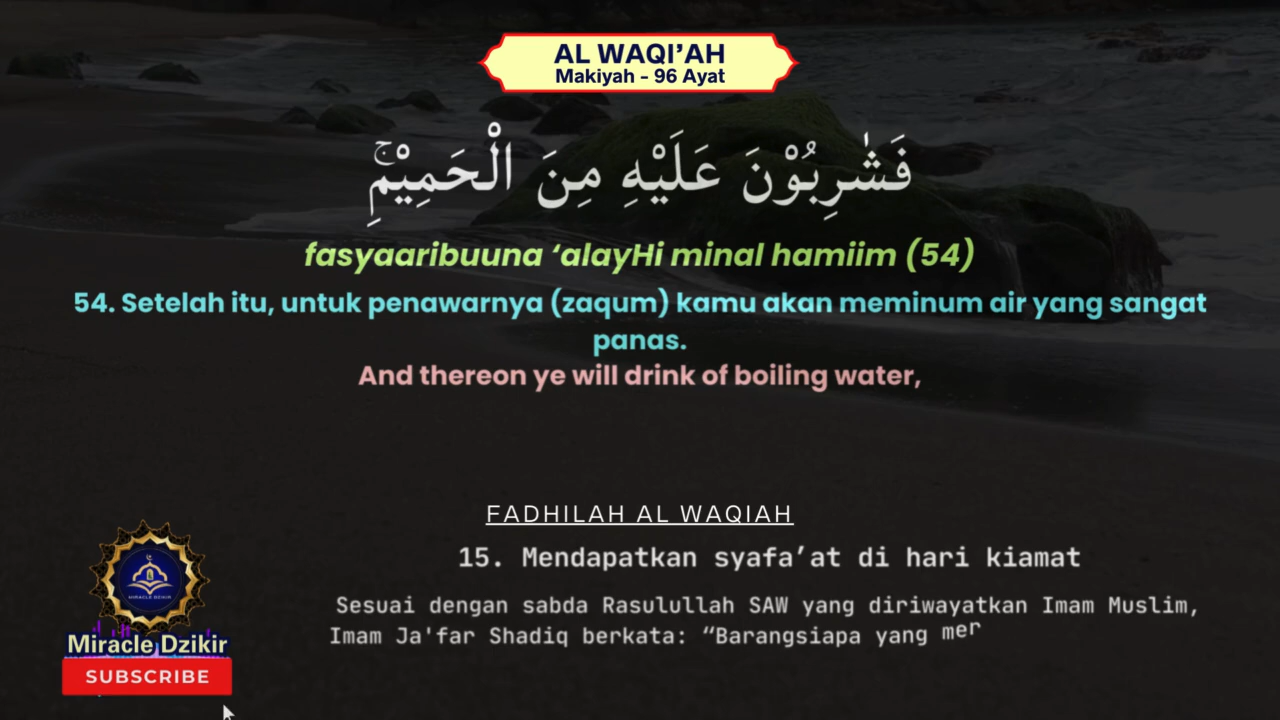 AL WAQI’AH
Makiyah - 96 Ayat
فَشٰرِبُوْنَ عَلَيْهِ مِنَ الْحَمِيْمِۚ
fasyaaribuuna ‘alayHi minal hamiim (54)
54. Setelah itu, untuk penawarnya (zaqum) kamu akan meminum air yang sangat
panas.
And thereon ye will drink of boiling water,
FADHILAH AL WAQIAH
15. Mendapatkan syafa’at di hari kiamat
Sesuai dengan sabda Rasulullah SAW yang diriwayatkan Imam Muslim,
Imam Ja'far Shadiq berkata: “Barangsiapa yang mer
MIRACLE DZIKIR
Miracle Dzikir
SUBSCRIBE